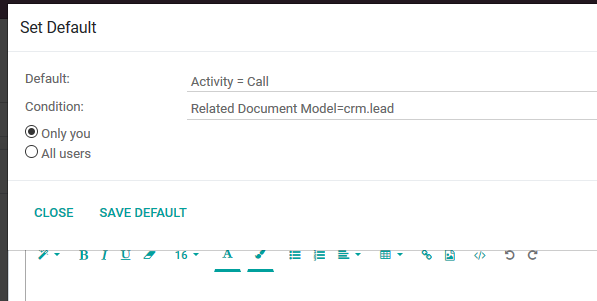 Set Default
Default: Activity = Call
Condition: Related Document Model=crm.lead
Only you
All users
CLOSE SAVE DEFAULT
B I U 16 A </>